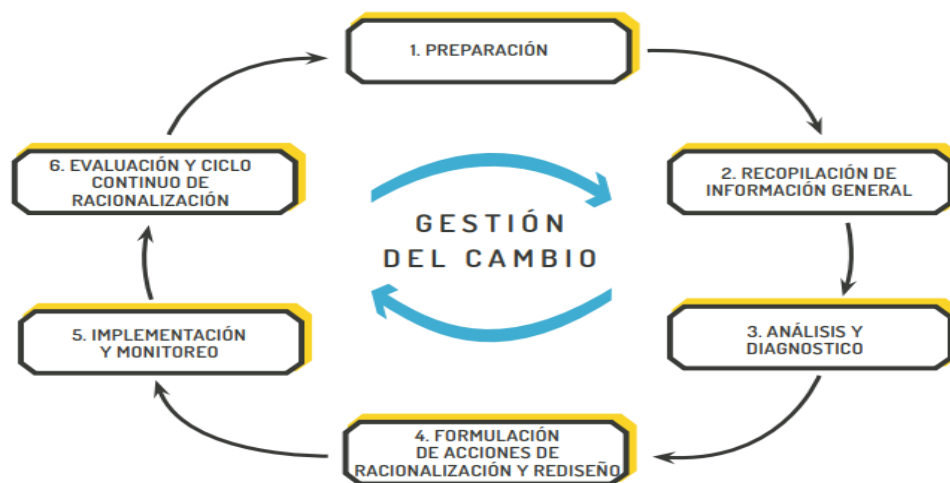 1. PREPARACIÓN
2. RECOPILACIÓN DE
INFORMACIÓN GENERAL
3. ANÁLISIS Y
DIAGNOSTICO
4. FORMULACIÓN
DE ACCIONES DE
RACIONALIZACIÓN Y REDISEÑO
5. IMPLEMENTACIÓN
Y MONITOREO
6. EVALUACIÓN Y CICLO
CONTINUO DE
RACIONALIZACIÓN
GESTIÓN
DEL CAMBIO